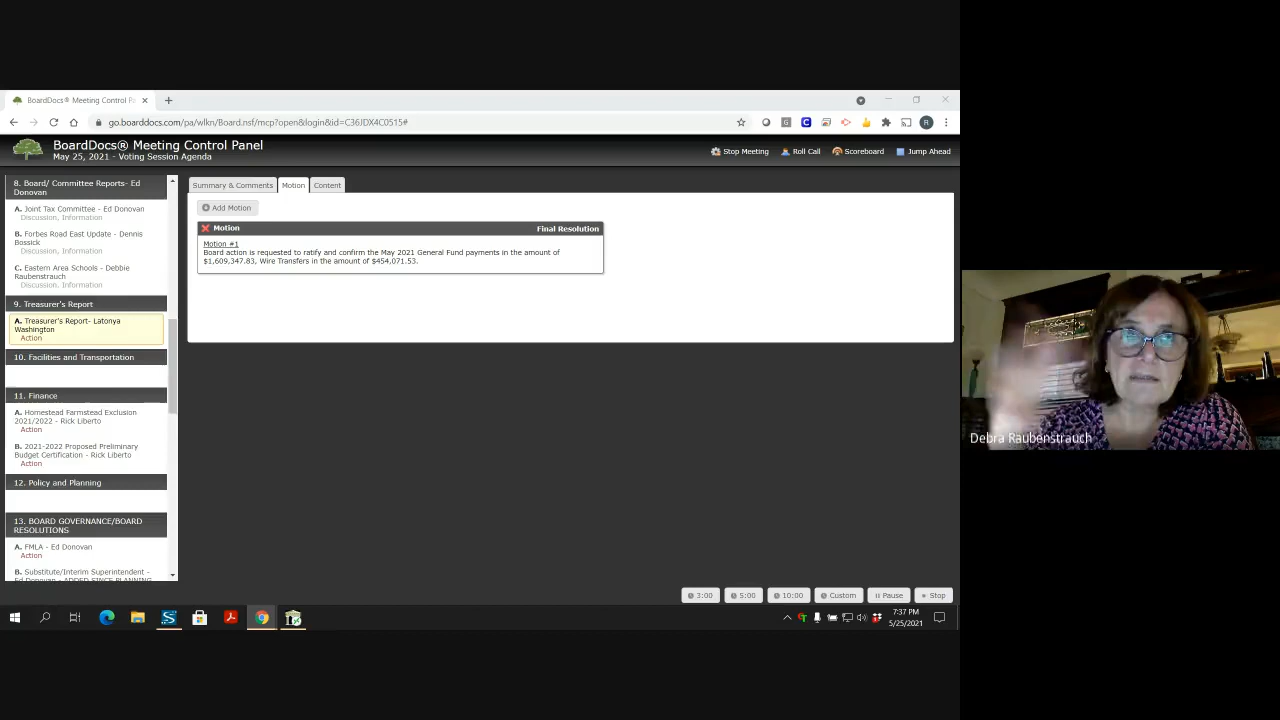 BoardDocs® Meeting Control Pa
go.boarddocs.com/pa/wlkn/Board.nsf/mcp?open&login&id=C36JDX4C0515#
R
BoardDocs® Meeting Control Panel
May 25, 2021 - Voting Session Agenda
Stop Meeting
Roll Call
Scoreboard
Jump Ahead
8. Board/ Committee Reports- Ed
Donovan
A. Joint Tax Committee - Ed Donovan
Discussion, Information
B. Forbes Road East Update - Dennis
Bossick
Discussion, Information
C. Eastern Area Schools - Debbie
Raubenstrauch
Discussion, Information
9. Treasurer's Report
A. Treasurer's Report- Latonya
Washington
Action
10. Facilities and Transportation
11. Finance
A. Homestead Farmstead Exclusion
2021/2022 - Rick Liberto
Action
B. 2021-2022 Proposed Preliminary
Budget Certification - Rick Liberto
Action
12. Policy and Planning
13. BOARD GOVERNANCE/BOARD
RESOLUTIONS
A. FMLA - Ed Donovan
Action
B. Substitute/Interim Superintendent -
Ed Donovan - ADDED SINCE PLANNING
Summary & Comments
Motion
Content
Add Motion
Motion
Final Resolution
Motion #1
Board action is requested to ratify and confirm the May 2021 General Fund payments in the amount of
$1,609,347.83, Wire Transfers in the amount of $454,071.53.
Debra Raubenstrauch
3:00
5:00
10:00
Custom
Pause
Stop
7:37 PM
5/25/2021